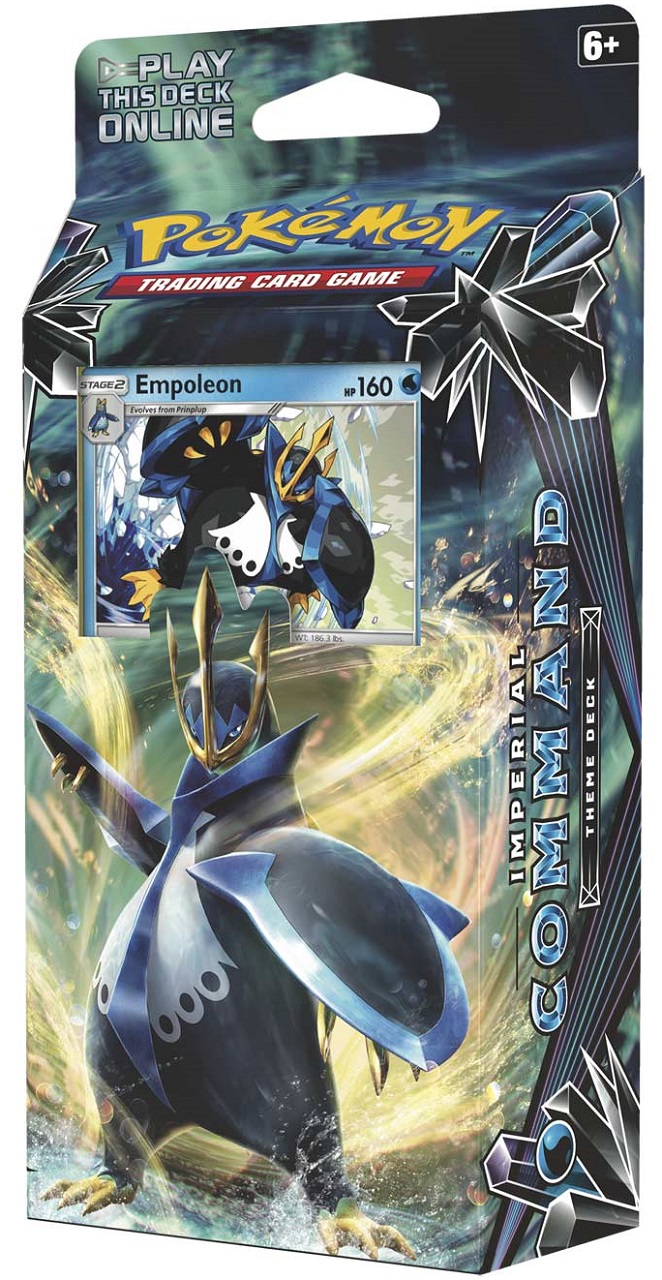 PLAY
THIS DECK
ONLINE
6+
POKéMON™
TRADING CARD GAME
STAGE2 Empoleon HP160
Evolves from Prinplup
WT: 186.3 lbs.
IMPERIAL
COMMAND
THEME DECK